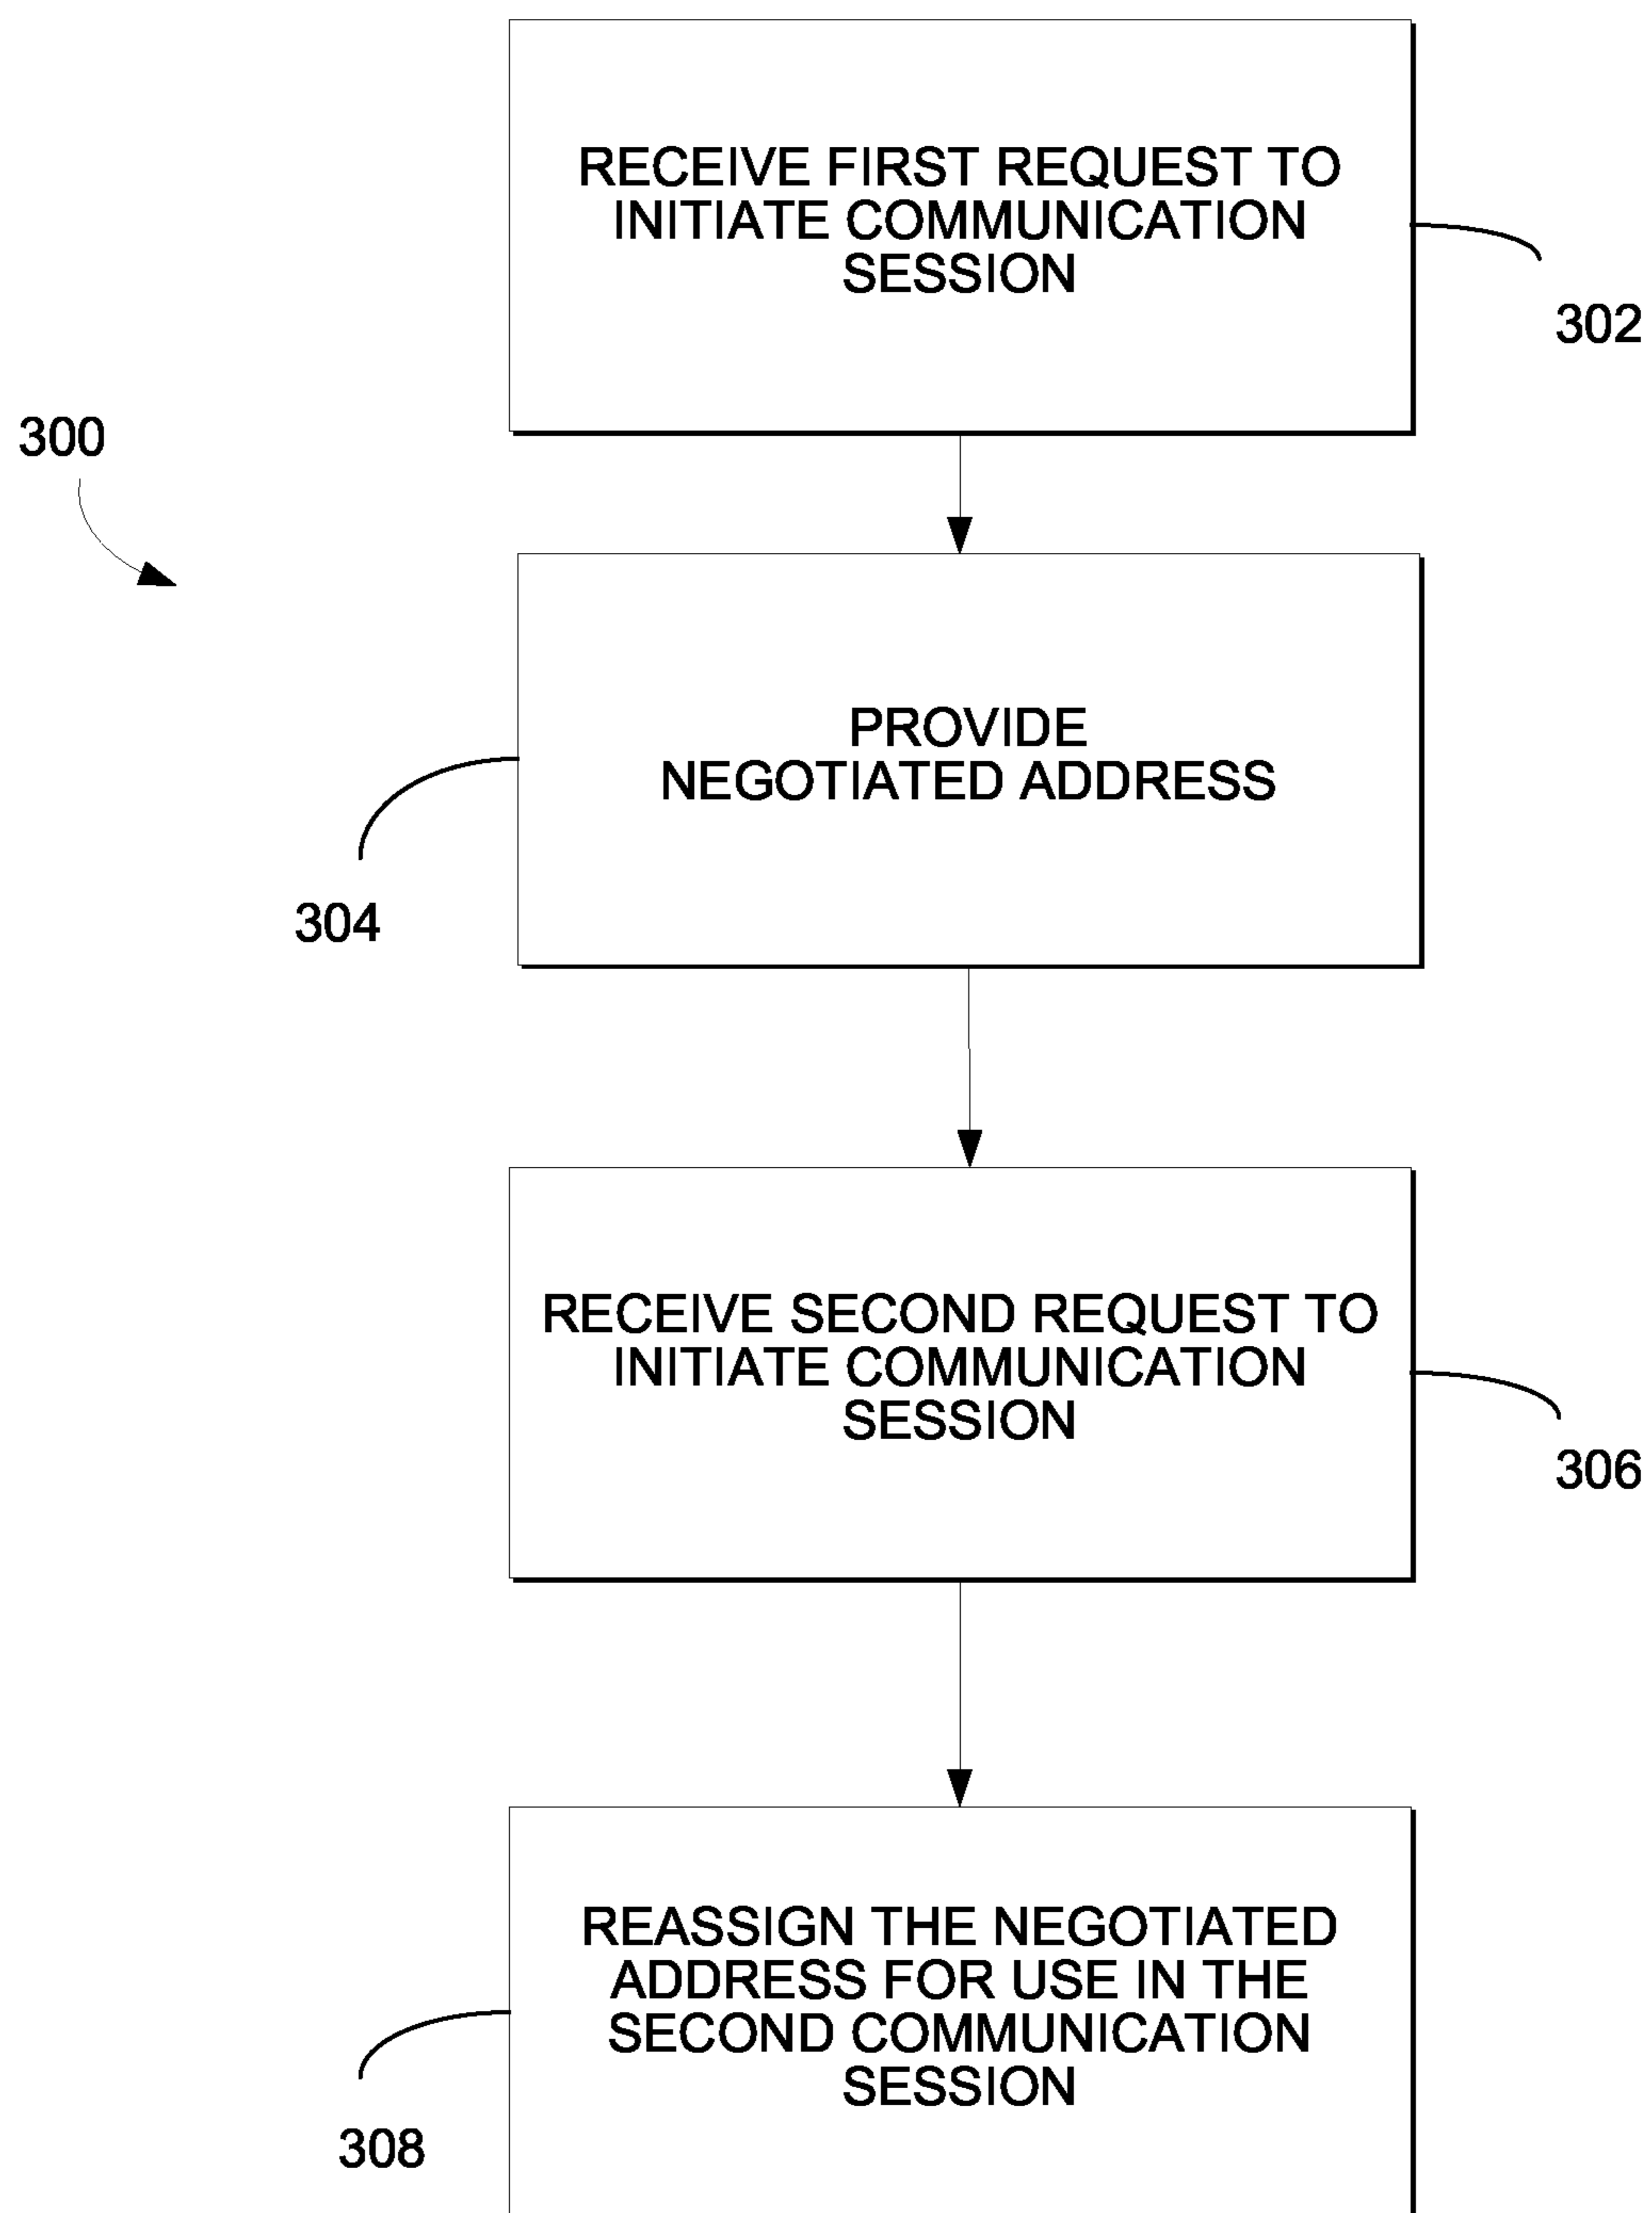 RECEIVE FIRST REQUEST TO
INITIATE COMMUNICATION
SESSION
302
300
PROVIDE
NEGOTIATED ADDRESS
304
RECEIVE SECOND REQUEST TO
INITIATE COMMUNICATION
SESSION
306
REASSIGN THE NEGOTIATED
ADDRESS FOR USE IN THE
SECOND COMMUNICATION
SESSION
308